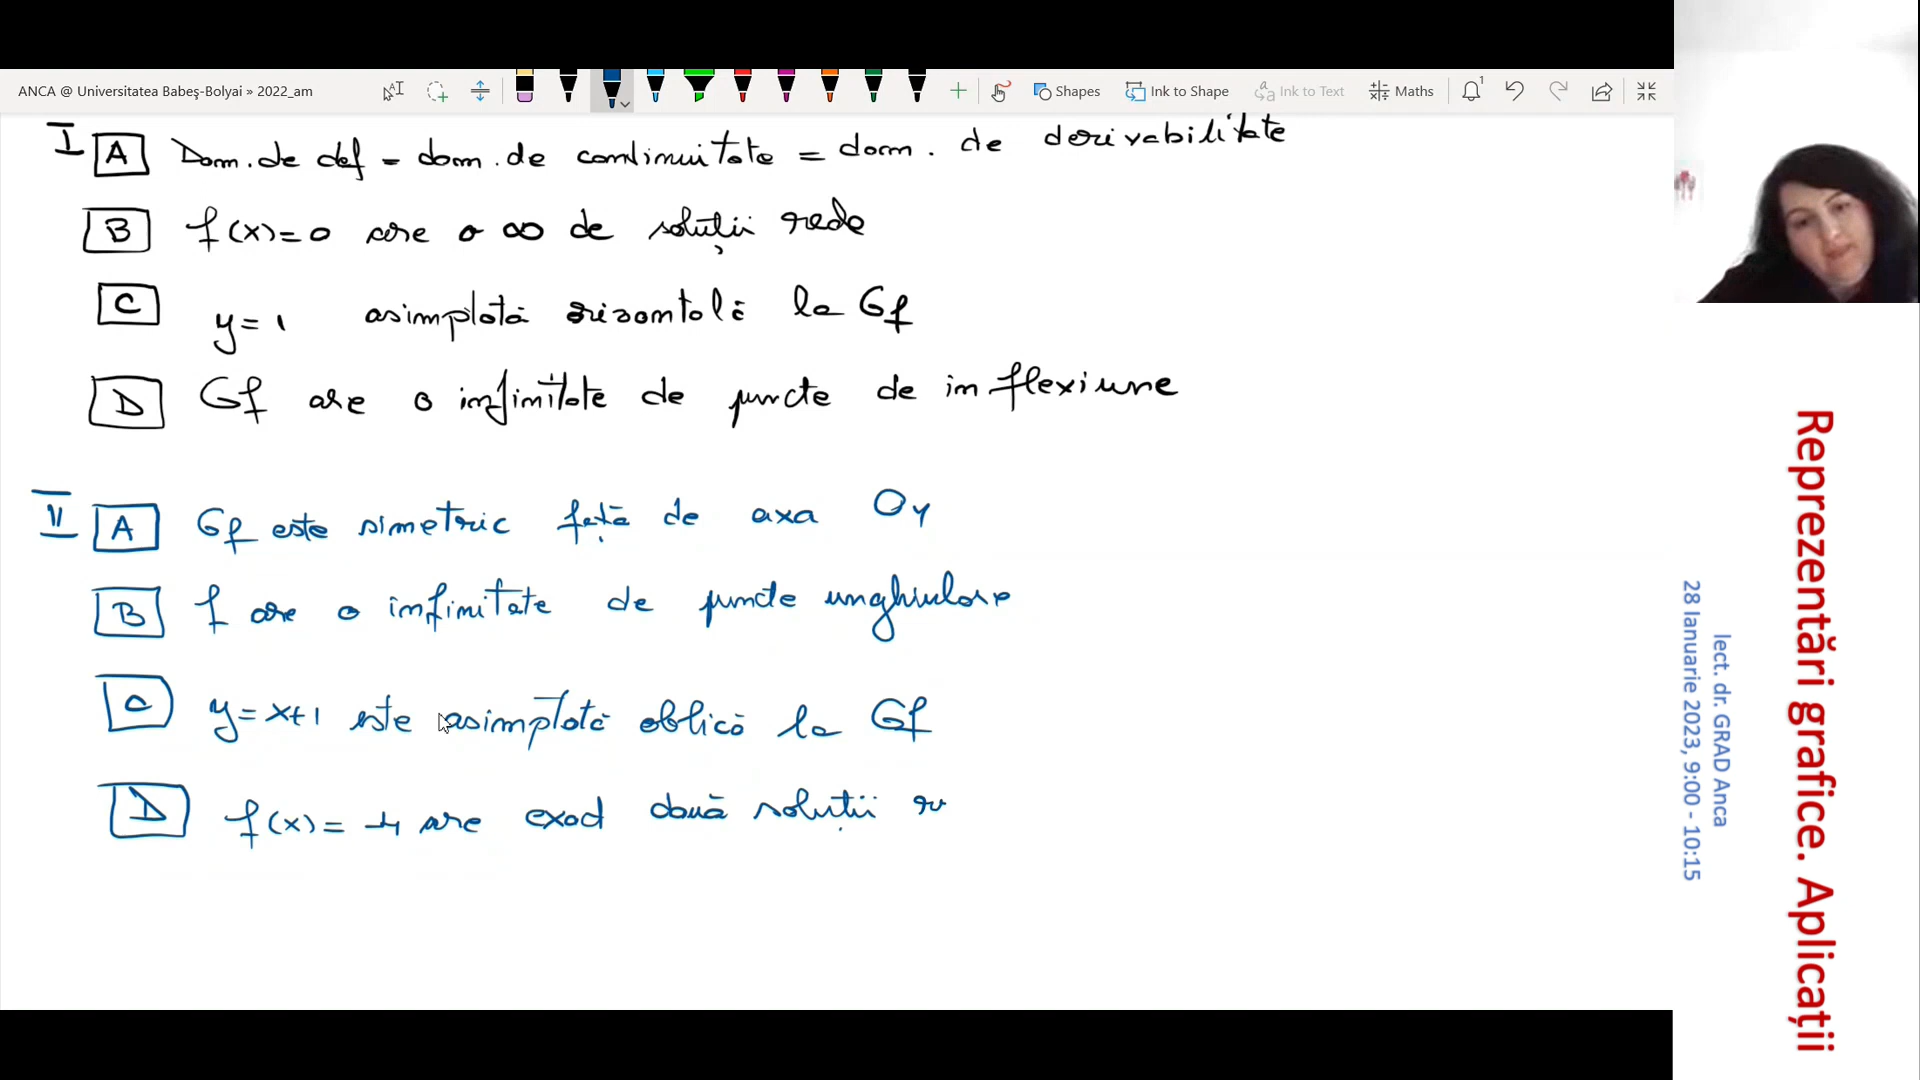 ANCA @ Universitatea Babeş-Bolyai » 2022_am
Shapes
Ink to Shape
Ink to Text
Maths
1
I A Dom. de def = dom. de continuitate = dom. de derivabilitate
B f(x)=0 are o ∞ de soluții reale
C y=1 asimptotă orizontală la Gf
D Gf are o infinitate de puncte de inflexiune
II A Gf este simetric față de axa Oy
B f are o infinitate de puncte unghiulare
C y=x+1 este asimptotă oblică la Gf
D f(x)= -4 are exact două soluții
Reprezentări grafice. Aplicații
lect. dr. GRAD Anca
28 Ianuarie 2023, 9:00 - 10:15